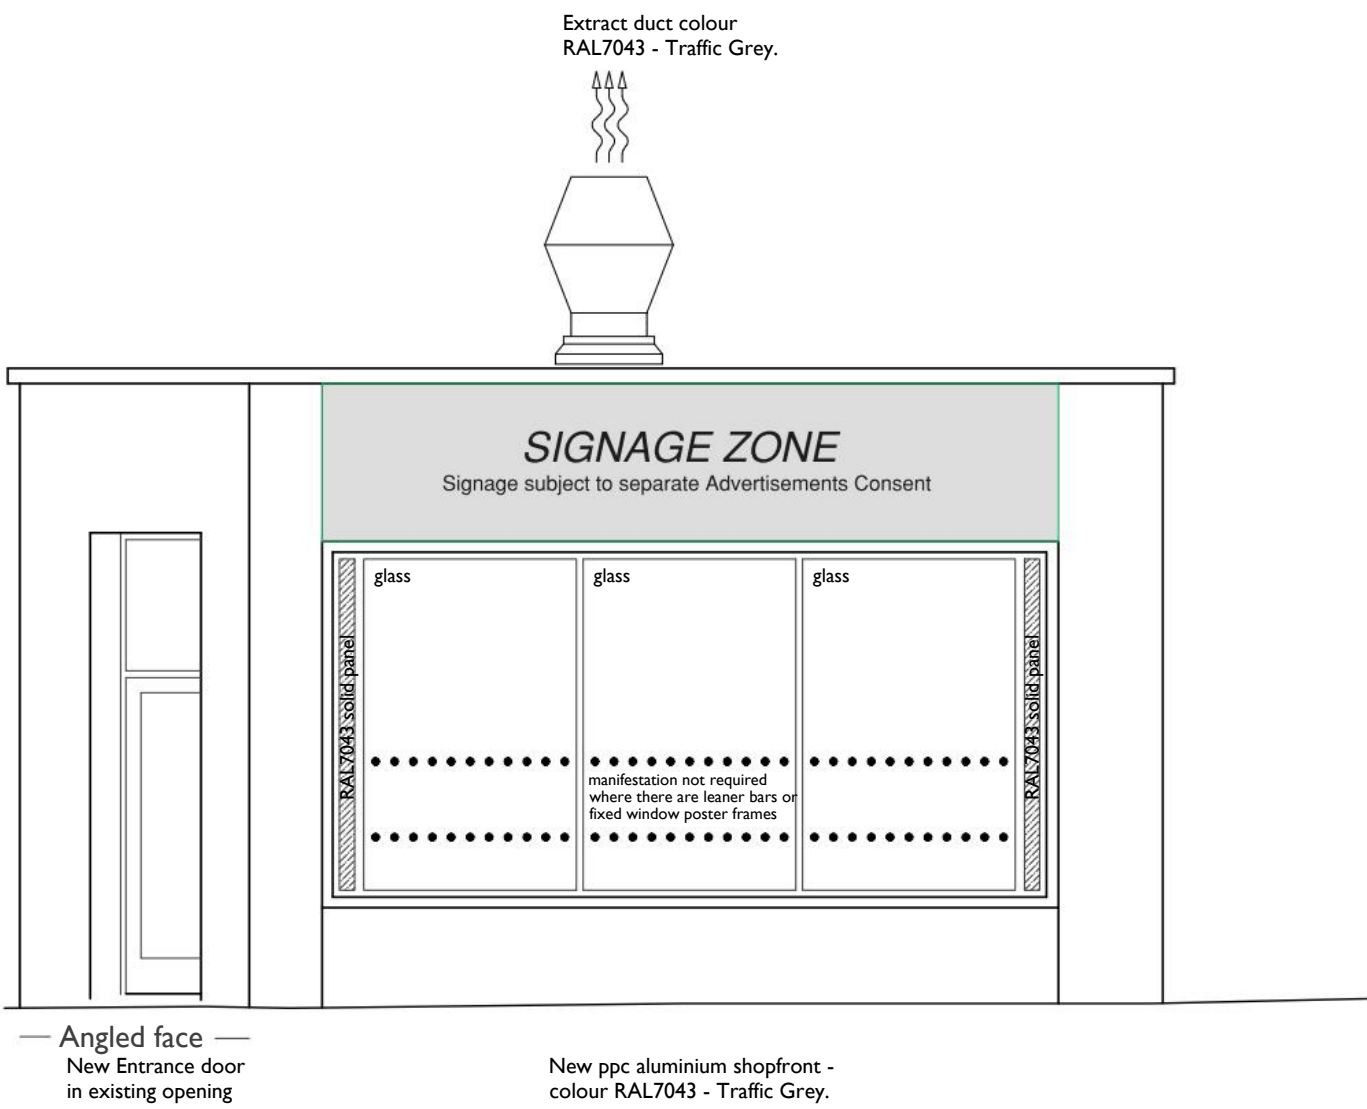 Extract duct colour
RAL7043 - Traffic Grey.
SIGNAGE ZONE
Signage subject to separate Advertisements Consent
glass
glass
glass
RAL7043 solid panel
RAL7043 solid panel
manifestation not required
where there are leaner bars or
fixed window poster frames
Angled face
New Entrance door
in existing opening
New ppc aluminium shopfront -
colour RAL7043 - Traffic Grey.